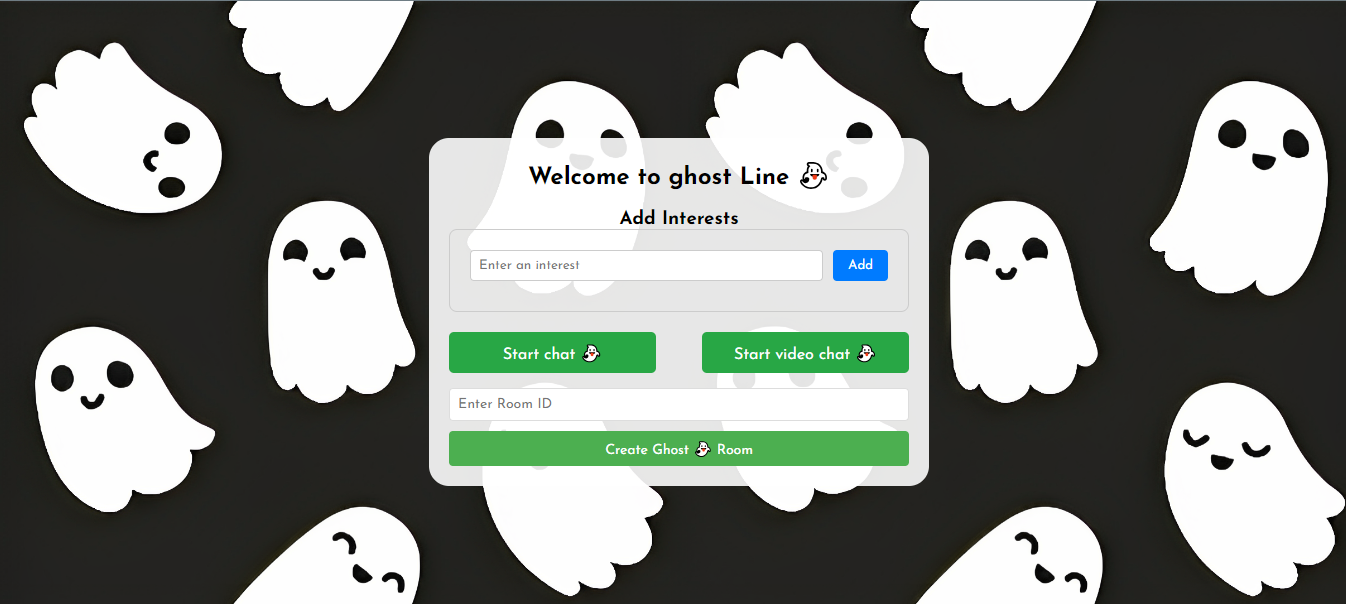 Welcome to ghost Line 👻
Add Interests
Enter an interest
Add
Start chat 👻
Start video chat 👻
Enter Room ID
Create Ghost 👻 Room